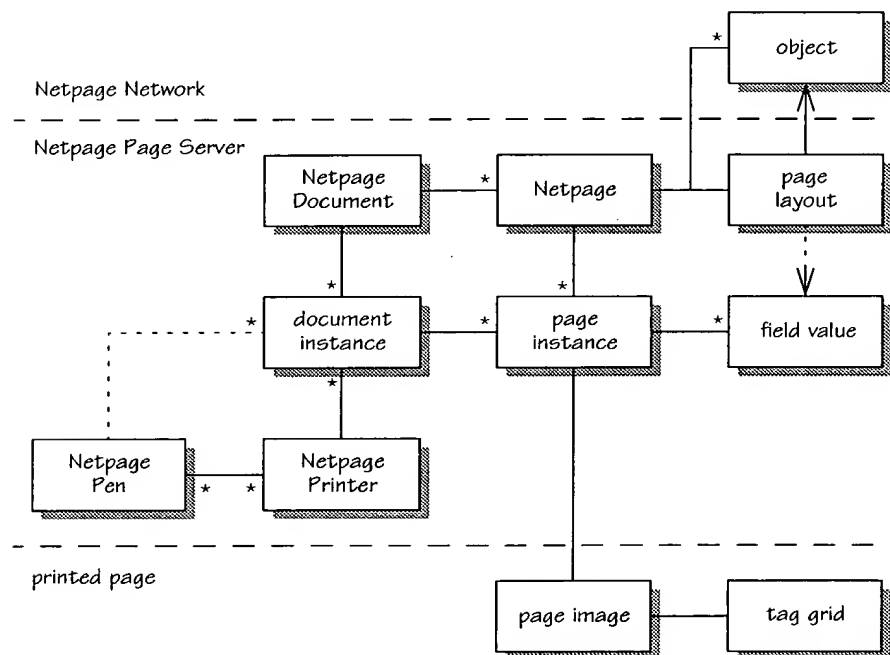 *
object
Netpage Network
Netpage Page Server
Netpage
Document
*
Netpage
page
layout
*
*
*
document
instance
*
page
instance
*
field value
*
Netpage
Pen
*
*
Netpage
Printer
printed page
page image
tag grid